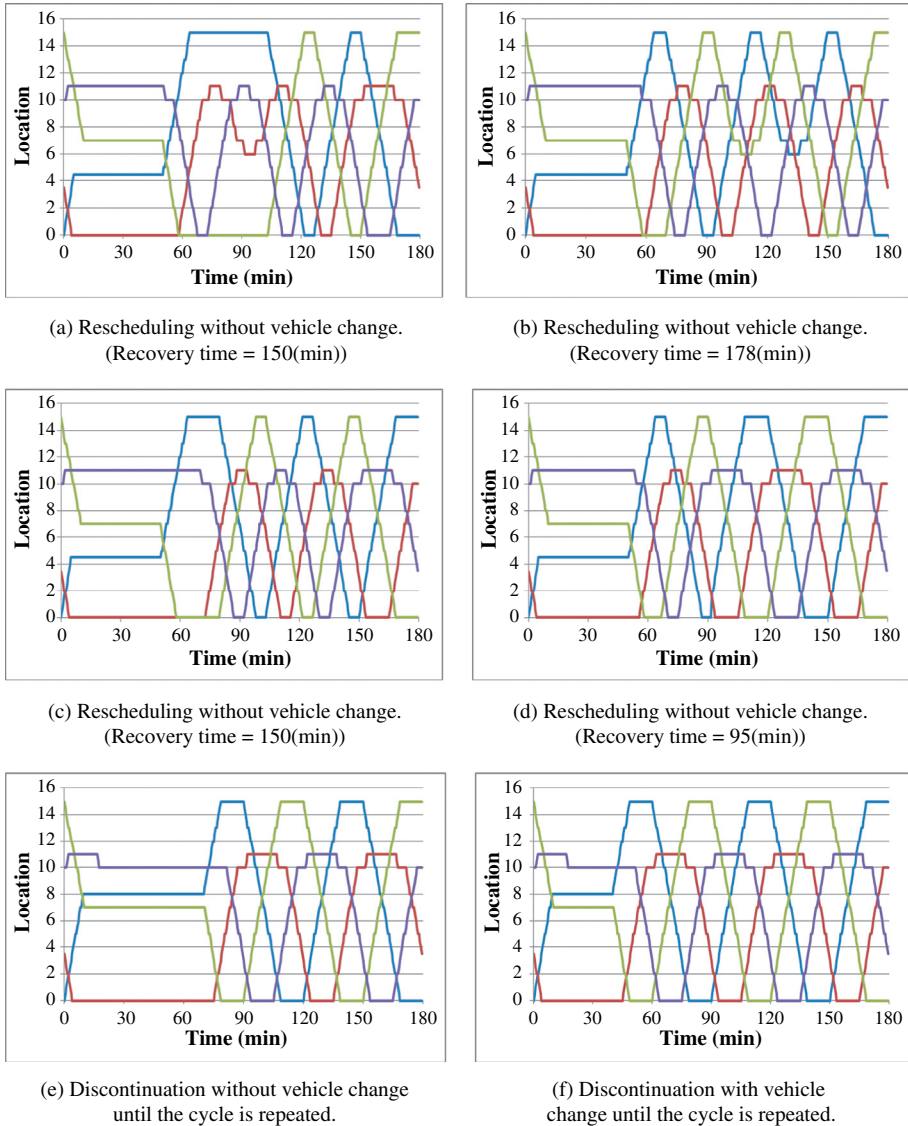 16
14
12
10
8
6
4
2
0
Location
0 30 60 90 120 150 180
Time (min)
(a) Rescheduling without vehicle change.
(Recovery time = 150(min))
16
14
12
10
8
6
4
2
0
Location
0 30 60 90 120 150 180
Time (min)
(b) Rescheduling without vehicle change.
(Recovery time = 178(min))
16
14
12
10
8
6
4
2
0
Location
0 30 60 90 120 150 180
Time (min)
(c) Rescheduling without vehicle change.
(Recovery time = 150(min))
16
14
12
10
8
6
4
2
0
Location
0 30 60 90 120 150 180
Time (min)
(d) Rescheduling without vehicle change.
(Recovery time = 95(min))
16
14
12
10
8
6
4
2
0
Location
0 30 60 90 120 150 180
Time (min)
(e) Discontinuation without vehicle change
until the cycle is repeated.
16
14
12
10
8
6
4
2
0
Location
0 30 60 90 120 150 180
Time (min)
(f) Discontinuation with vehicle
change until the cycle is repeated.